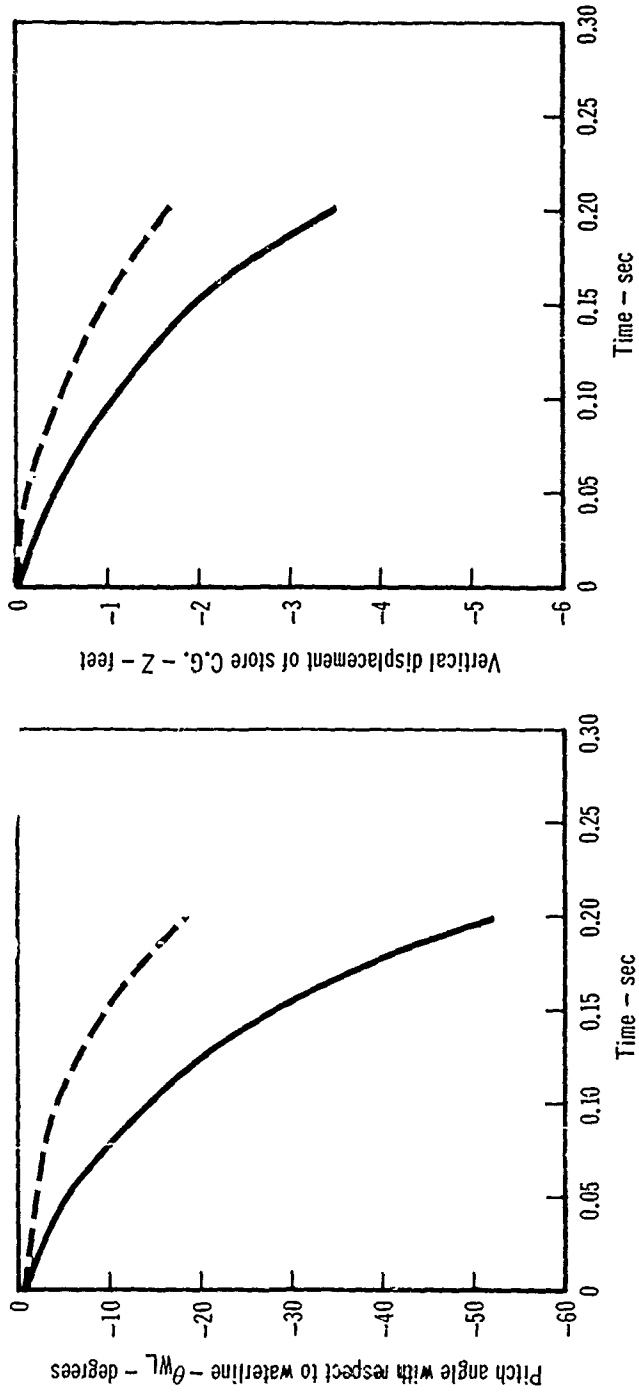 Pitch angle with respect to waterline – θWL – degrees
0
-10
-20
-30
-40
-50
-60
0 0.05 0.10 0.15 0.20 0.25 0.30
Time – sec
Vertical displacement of store C.G. – Z – feet
0
-1
-2
-3
-4
-5
-6
0 0.05 0.10 0.15 0.20 0.25 0.30
Time – sec